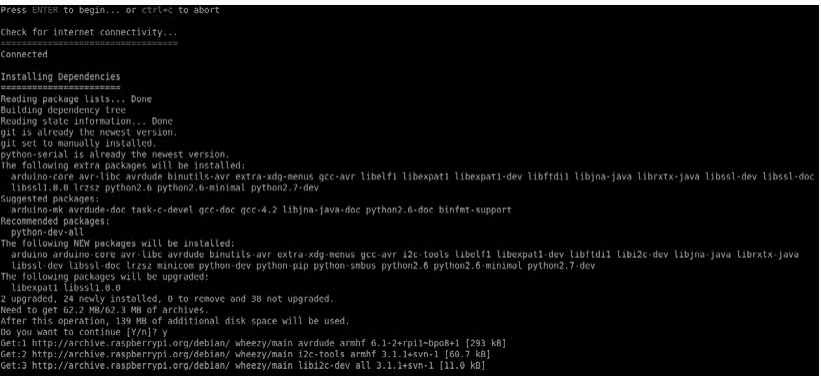 Press ENTER to begin... or ctrl+c to abort
Check for internet connectivity...
==================================
Connected
Installing Dependencies
=======================
Reading package lists... Done
Building dependency tree
Reading state information... Done
git is already the newest version.
git set to manually installed.
python-serial is already the newest version.
The following extra packages will be installed:
arduino-core avr-libc avrdude binutils-avr extra-xdg-menus gcc-avr libelf1 libexpat1 libexpat1-dev libftdi1 libjna-java librxtx-java libssl-dev libssl-doc
libssl1.0.0 lrzsz python2.6 python2.6-minimal python2.7-dev
Suggested packages:
arduino-mk avrdude-doc task-c-devel gcc-doc gcc-4.2 libjna-java-doc python2.6-doc binfmt-support
Recommended packages:
python-dev-all
The following NEW packages will be installed:
arduino arduino-core avr-libc avrdude binutils-avr extra-xdg-menus gcc-avr i2c-tools libelf1 libexpat1-dev libftdi1 libi2c-dev libjna-java librxtx-java
libssl-dev libssl-doc lrzsz minicom python-dev python-pip python-smbus python2.6 python2.6-minimal python2.7-dev
The following packages will be upgraded:
libexpat1 libssl1.0.0
2 upgraded, 24 newly installed, 0 to remove and 38 not upgraded.
Need to get 62.2 MB/62.3 MB of archives.
After this operation, 139 MB of additional disk space will be used.
Do you want to continue [Y/n]? y
Get:1 http://archive.raspberrypi.org/debian/ wheezy/main avrdude armhf 6.1-2+rpi1~bpo8+1 [293 kB]
Get:2 http://archive.raspberrypi.org/debian/ wheezy/main i2c-tools armhf 3.1.1+svn-1 [60.7 kB]
Get:3 http://archive.raspberrypi.org/debian/ wheezy/main libi2c-dev all 3.1.1+svn-1 [11.0 kB]